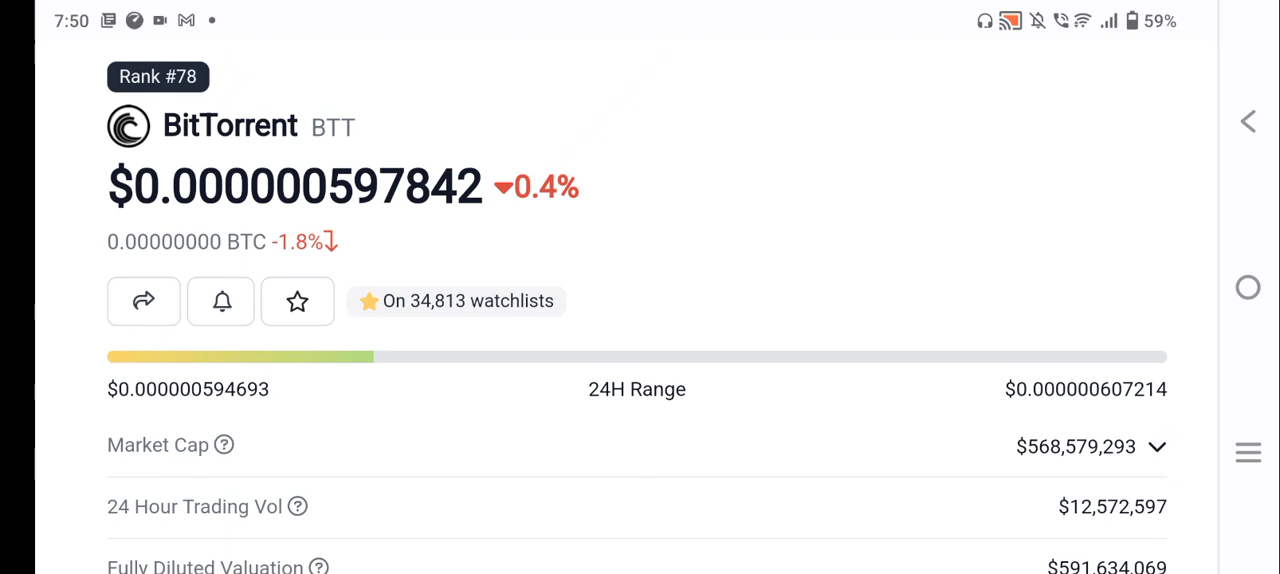 7:50 59%
Rank #78
BitTorrent BTT
$0.000000597842 0.4%
0.00000000 BTC -1.8%
On 34,813 watchlists
$0.000000594693 24H Range $0.000000607214
Market Cap ? $568,579,293
24 Hour Trading Vol ? $12,572,597
Fully Diluted Valuation ? $591,634,069